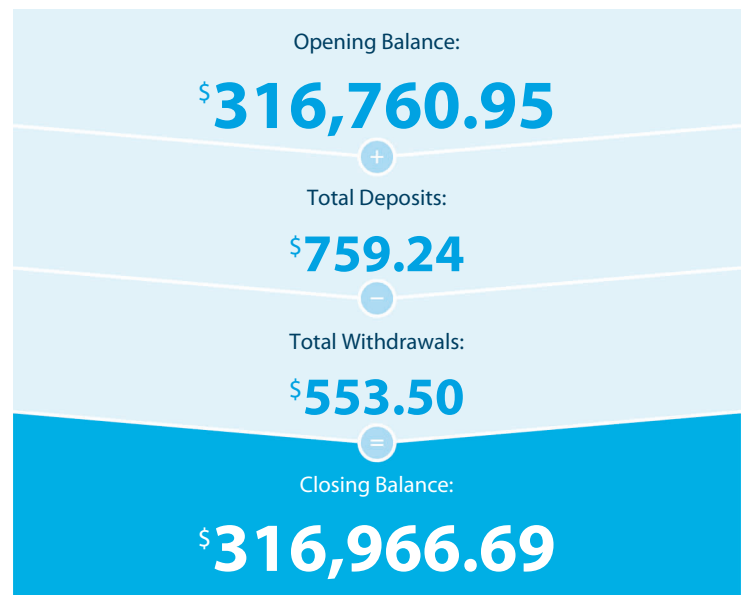 Opening Balance:
$316,760.95
+
Total Deposits:
$759.24
−
Total Withdrawals:
$553.50
=
Closing Balance:
$316,966.69